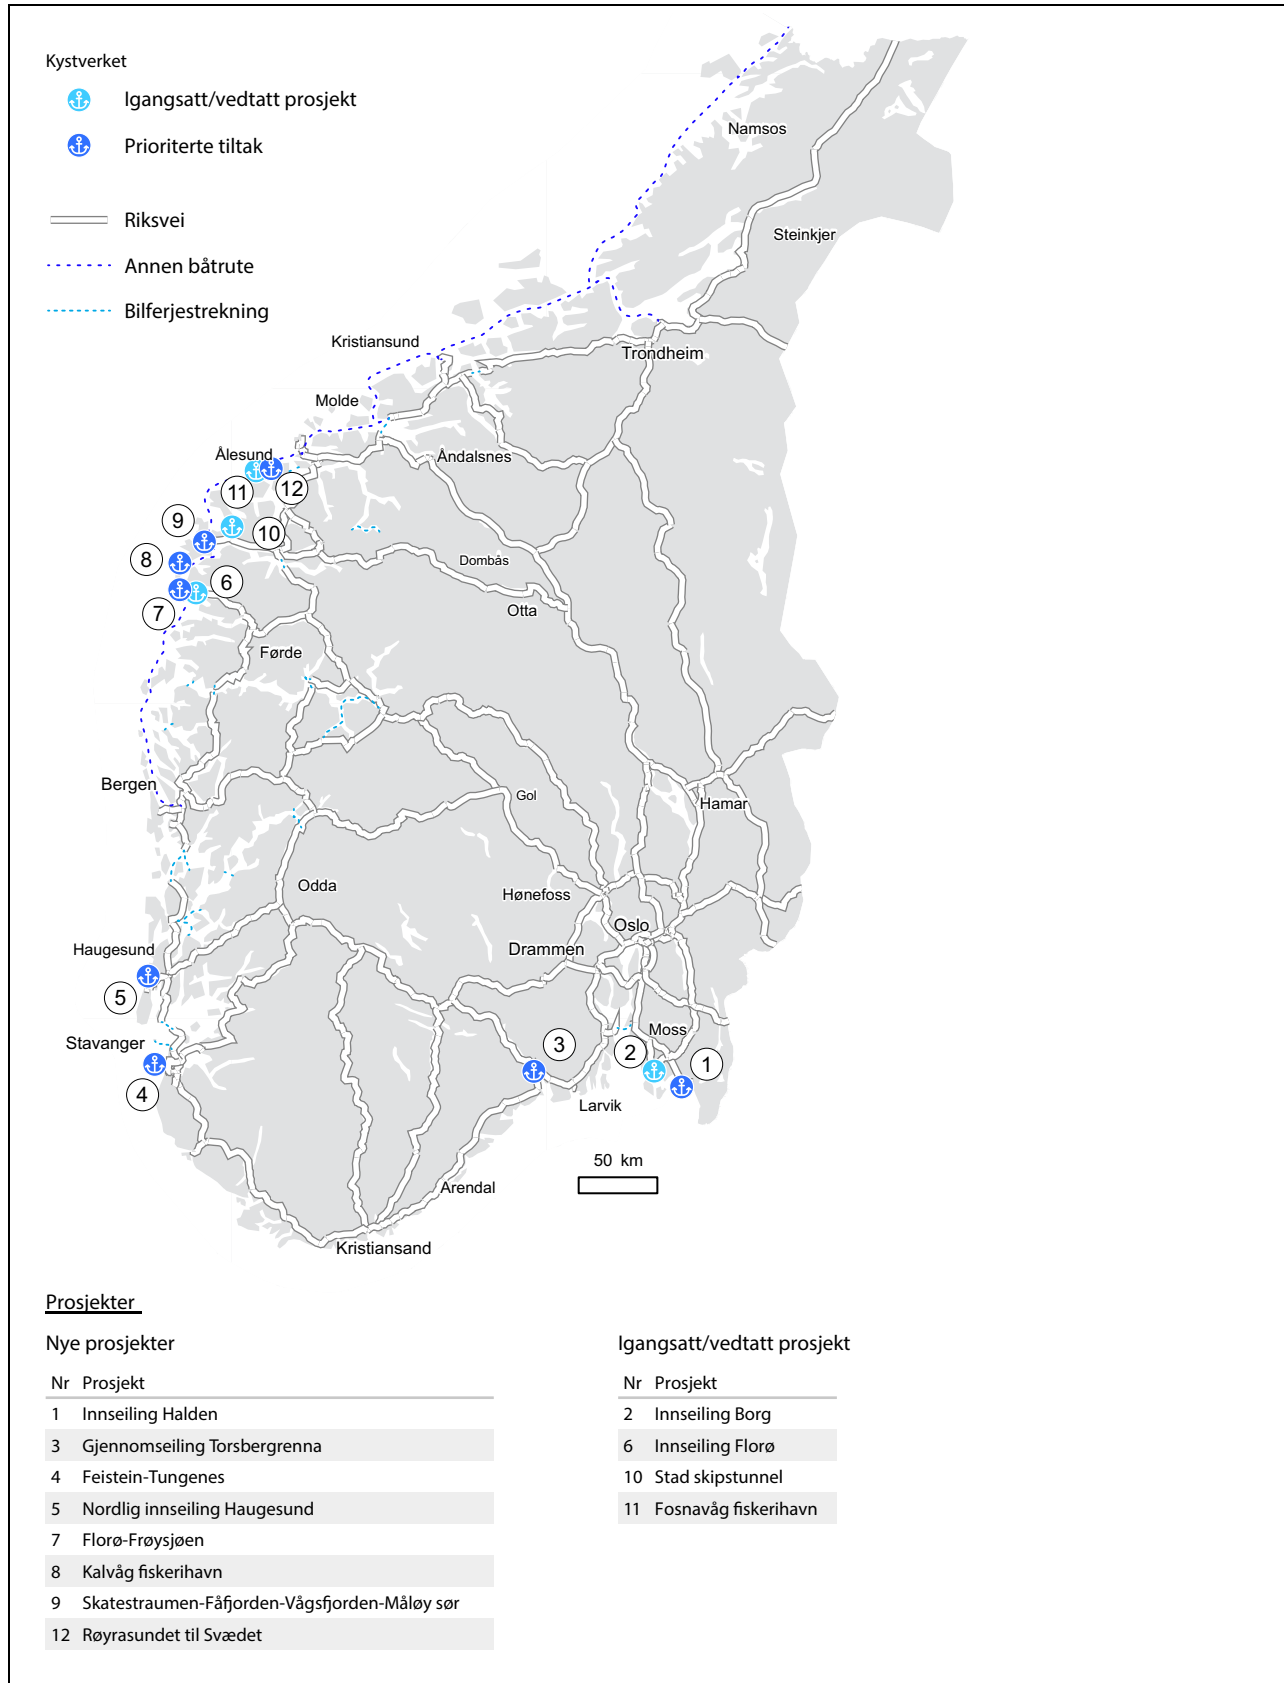 Kystverket
Igangsatt/vedtatt prosjekt
Prioriterte tiltak
Riksvei
Annen båtrute
Bilferjestrekning
Namsos
Steinkjer
Kristiansund
Trondheim
Molde
Ålesund
Åndalsnes
11
12
9
10
8
Dombås
6
7
Otta
Førde
Bergen
Gol
Hamar
Odda
Hønefoss
Oslo
Haugesund
Drammen
5
Stavanger
Moss
3
2
1
4
Larvik
50 km
Arendal
Kristiansand
Prosjekter
Nye prosjekter
Nr Prosjekt
1 Innseiling Halden
3 Gjennomseiling Torsbergrenna
4 Feistein-Tungenes
5 Nordlig innseiling Haugesund
7 Florø-Frøysjøen
8 Kalvåg fiskerihavn
9 Skatestraumen-Fåfjorden-Vågsfjorden-Måløy sør
12 Røyrasundet til Svædet
Igangsatt/vedtatt prosjekt
Nr Prosjekt
2 Innseiling Borg
6 Innseiling Florø
10 Stad skipstunnel
11 Fosnavåg fiskerihavn